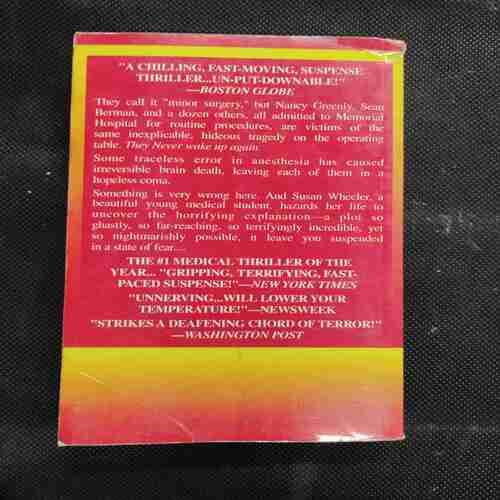 "A CHILLING, FAST-MOVING, SUSPENSE
THRILLER...UN-PUT-DOWNABLE!"
—BOSTON GLOBE
They call it "minor surgery," but Nancy Greenly, Sean
Berman, and a dozen others, all admitted to Memorial
Hospital for routine procedures, are victims of the
same inexplicable, hideous tragedy on the operating
table. They Never wake up again.
Some traceless error in anesthesia has caused
irreversible brain death, leaving each of them in a
hopeless coma.
Something is very wrong here. And Susan Wheeler, a
beautiful young medical student, hazards her life to
uncover the horrifying explanation—a plot so
ghastly, so far-reaching, so terrifyingly incredible, yet
so nightmarishly possible, it leave you suspended
in a state of fear....
THE #1 MEDICAL THRILLER OF THE
YEAR... "GRIPPING, TERRIFYING, FAST-
PACED SUSPENSE!"—NEW YORK TIMES
"UNNERVING...WILL LOWER YOUR
TEMPERATURE!"—NEWSWEEK
"STRIKES A DEAFENING CHORD OF TERROR!"
—WASHINGTON POST